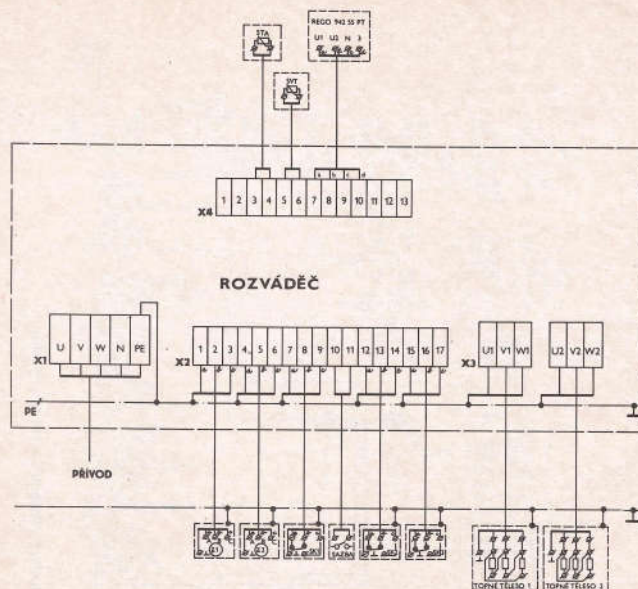 STA
REGO 942 55 PT
U1 U2 N 3
SVT
a b c d
X4
1 2 3 4 5 6 7 8 9 10 11 12 13
ROZVÁDĚČ
U V W N PE
X1
1 2 3 4 5 6 7 8 9 10 11 12 13 14 15 16 17
X2
U1 V1 W1
X3
U2 V2 W2
PE
PŘÍVOD
SAZBA
TOPNÉ TĚLESO 1
TOPNÉ TĚLESO 2